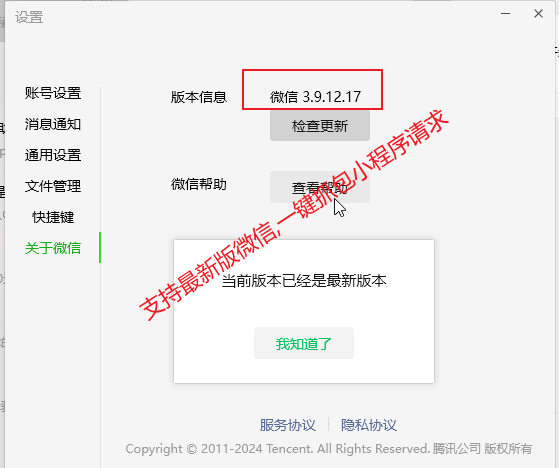 设置
账号设置
消息通知
通用设置
文件管理
快捷键
关于微信
版本信息
微信 3.9.12.17
检查更新
微信帮助
查看帮助
支持最新版微信,一键抓包小程序请求
当前版本已经是最新版本
我知道了
服务协议
隐私协议
Copyright © 2011-2024 Tencent. All Rights Reserved. 腾讯公司 版权所有